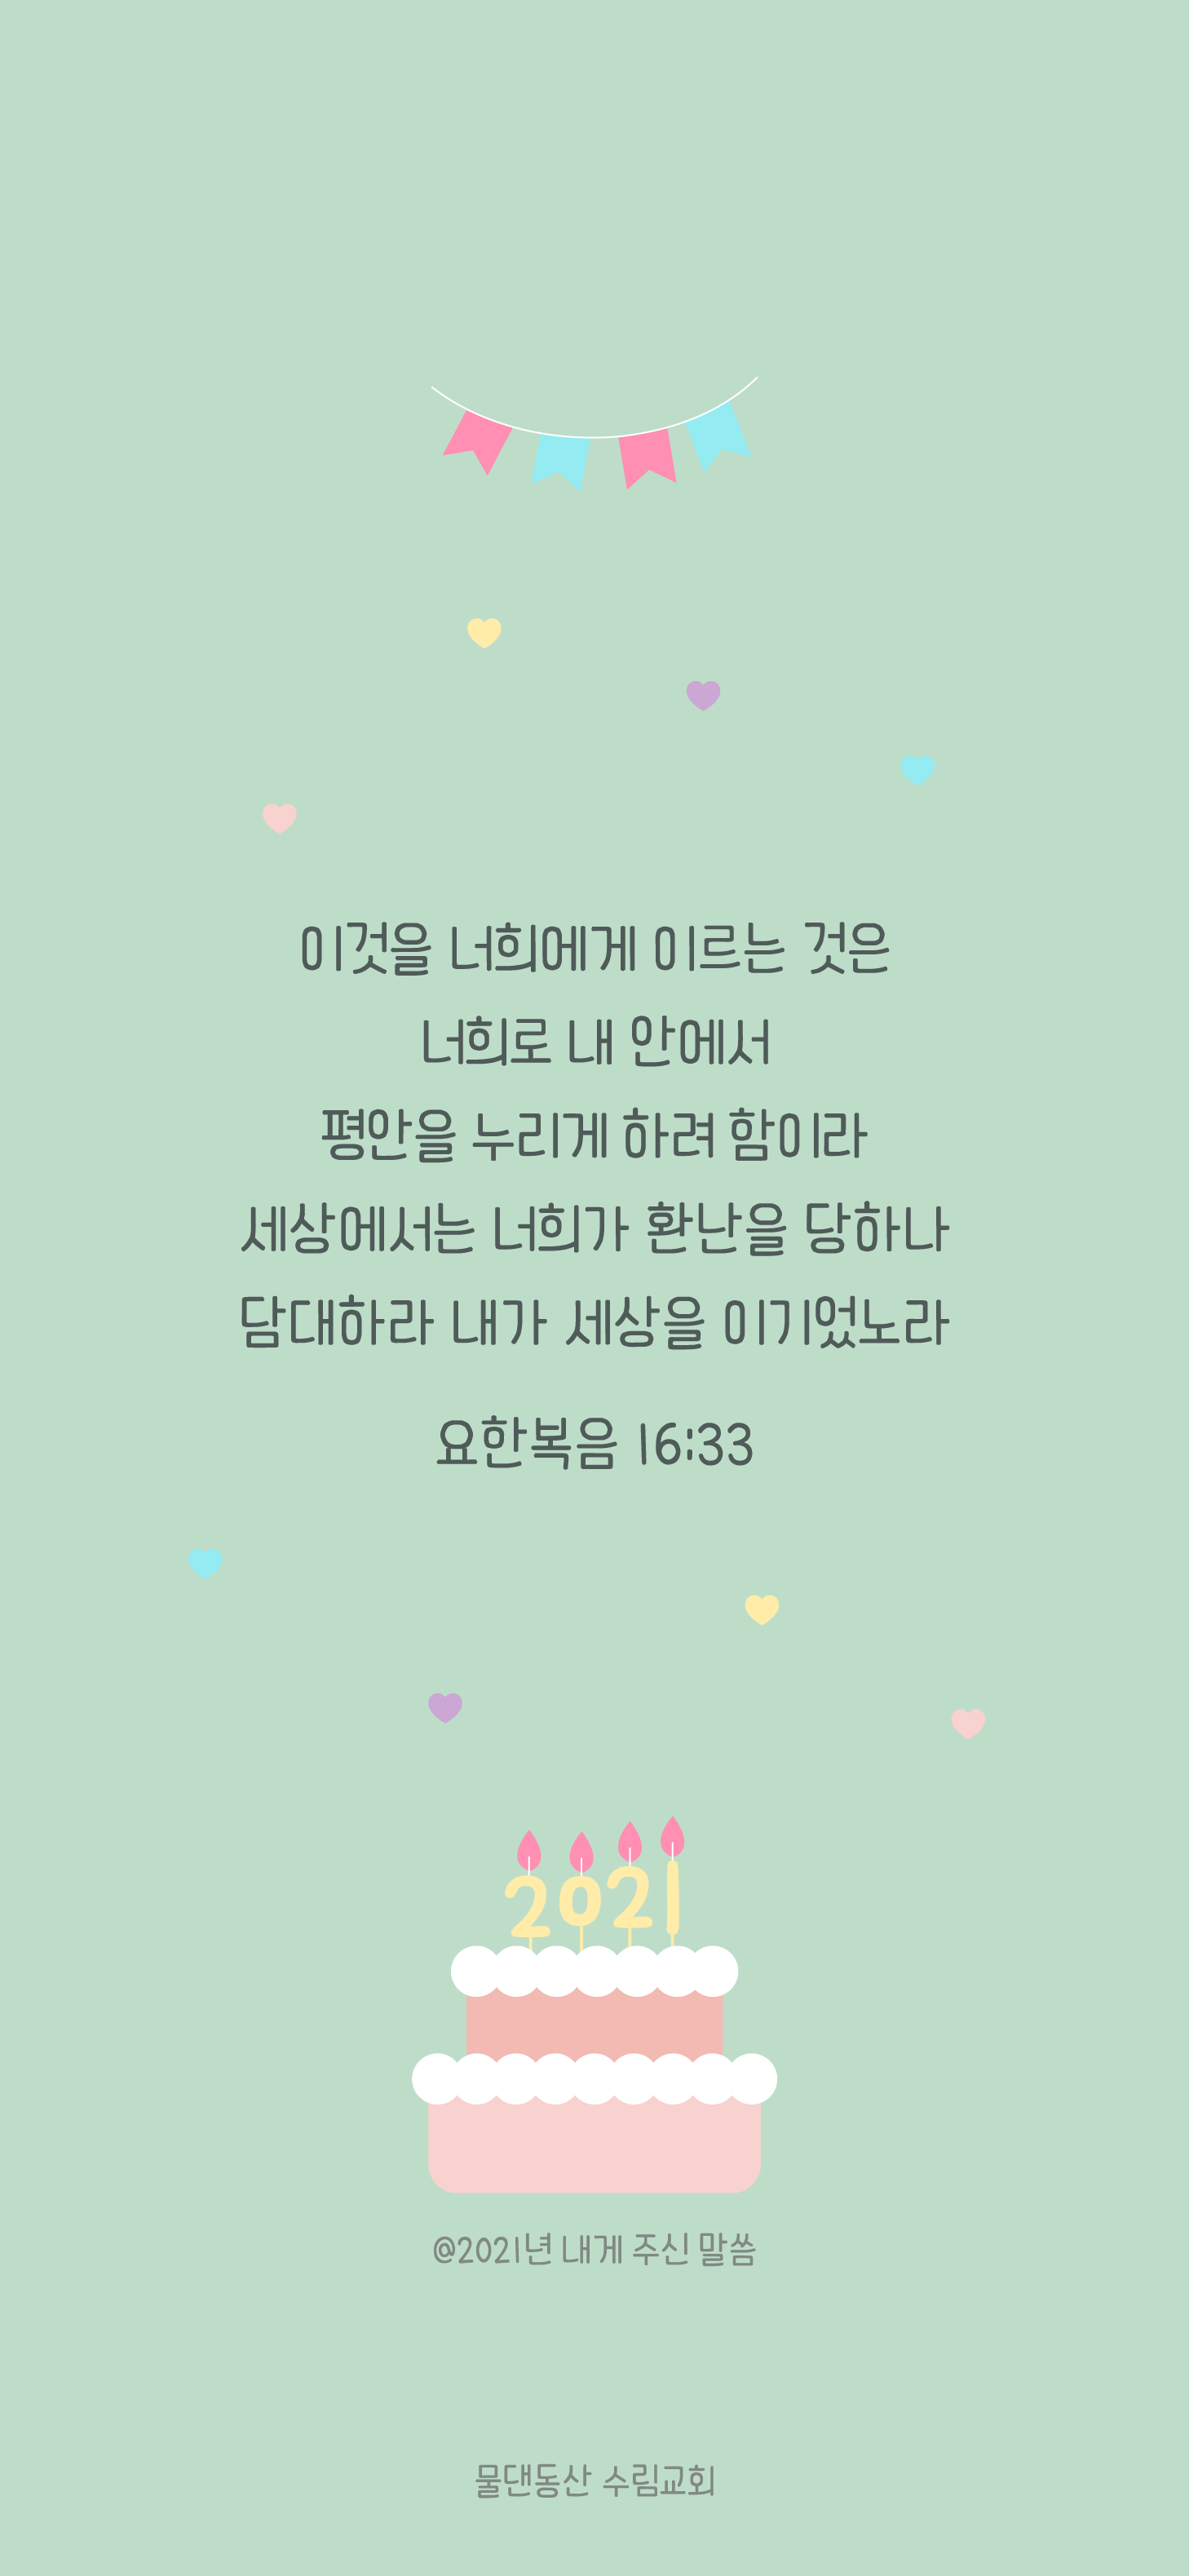 이것을 너희에게 이르는 것은
너희로 내 안에서
평안을 누리게 하려 함이라
세상에서는 너희가 환난을 당하나
담대하라 내가 세상을 이기었노라
요한복음 16:33
2021
@2021년 내게 주신 말씀
물댄동산 수림교회